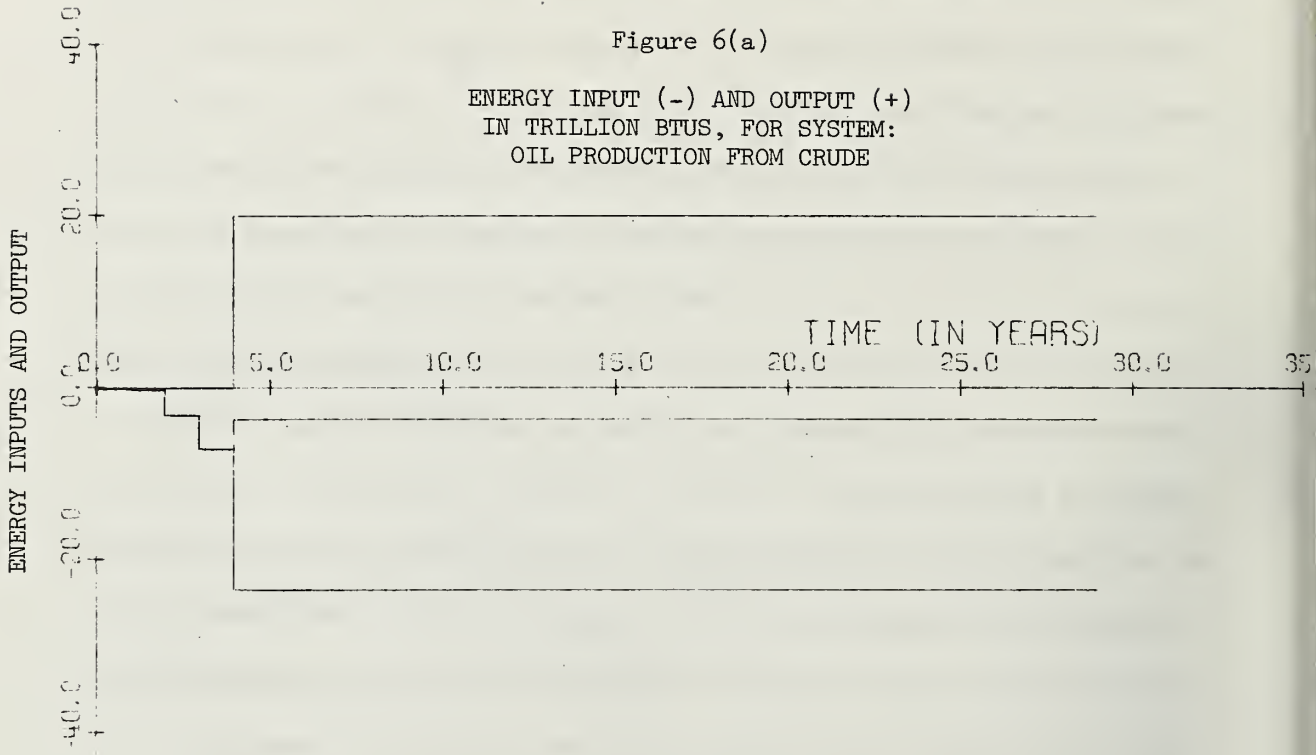 Figure 6(a)
ENERGY INPUT (-) AND OUTPUT (+)
IN TRILLION BTUS, FOR SYSTEM:
OIL PRODUCTION FROM CRUDE
ENERGY INPUTS AND OUTPUT
40.0
20.0
0.0
-20.0
-40.0
TIME (IN YEARS)
0.0 5.0 10.0 15.0 20.0 25.0 30.0 35